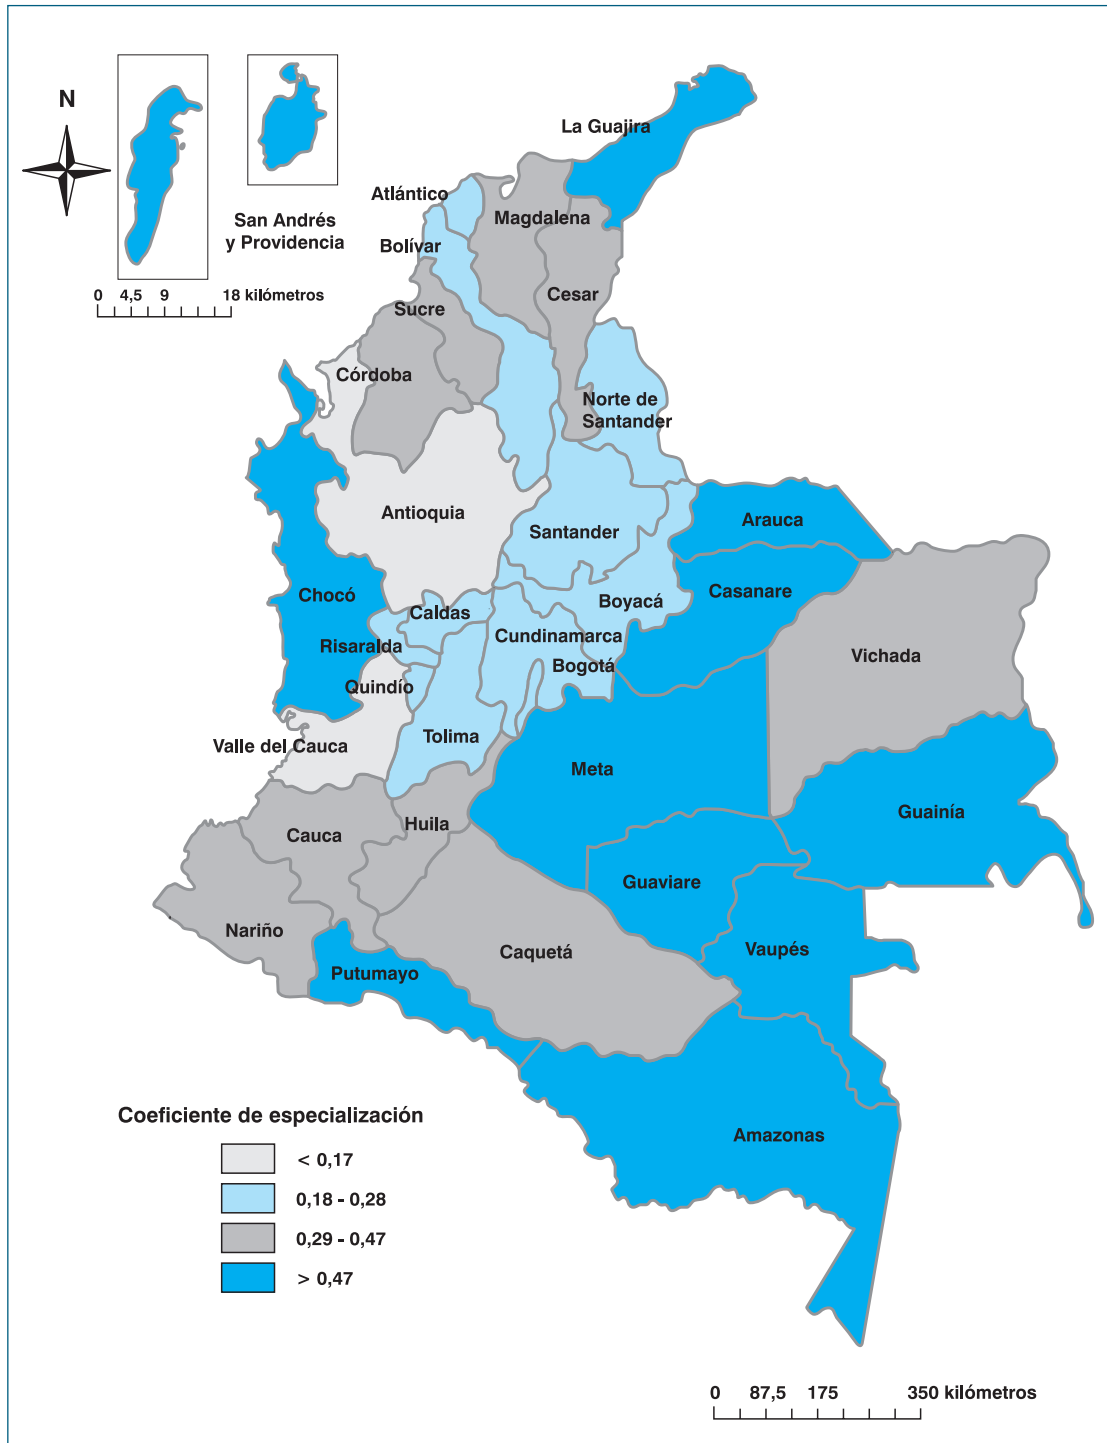 N
San Andrés
y Providencia
0 4,5 9 18 kilómetros
La Guajira
Atlántico
Magdalena
Bolívar
Cesar
Sucre
Córdoba
Norte de
Santander
Antioquia
Santander
Arauca
Chocó
Casanare
Boyacá
Caldas
Cundinamarca
Risaralda
Bogotá
Vichada
Quindío
Tolima
Valle del Cauca
Meta
Guainía
Huila
Cauca
Guaviare
Nariño
Caquetá
Vaupés
Putumayo
Amazonas
Coeficiente de especialización
< 0,17
0,18 - 0,28
0,29 - 0,47
> 0,47
0 87,5 175 350 kilómetros